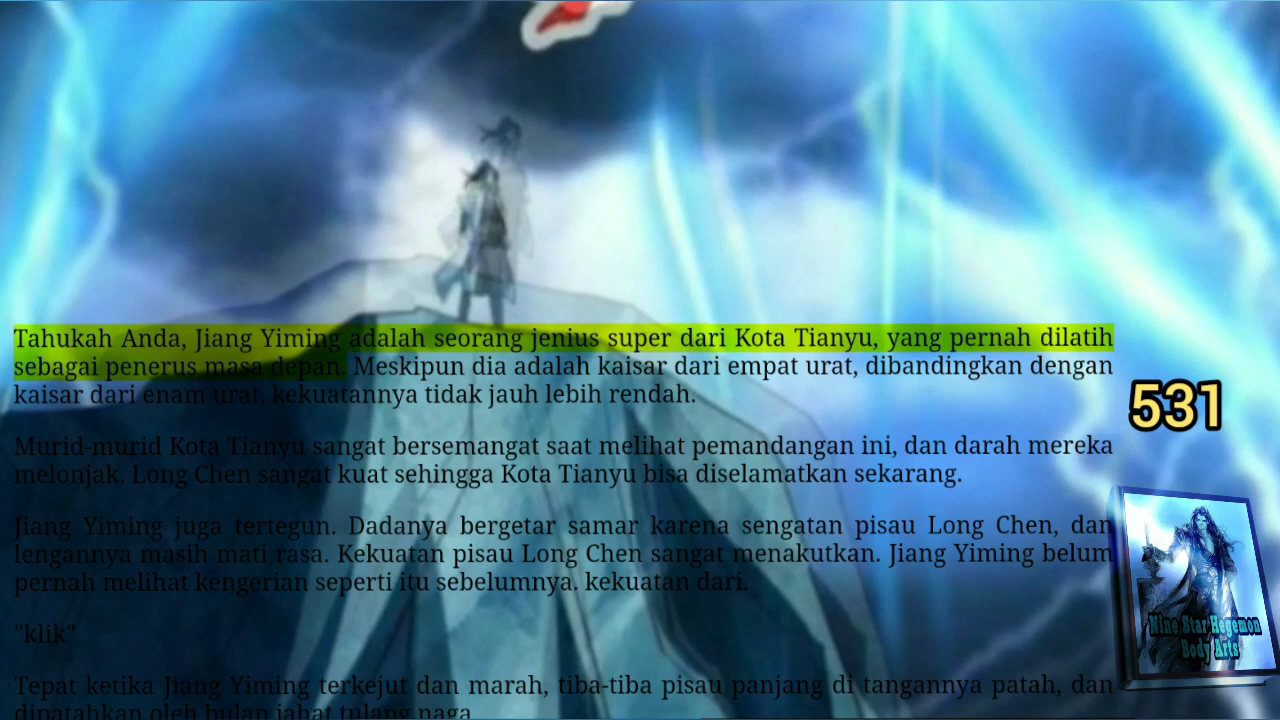 Tahukah Anda, Jiang Yiming adalah seorang jenius super dari Kota Tianyu, yang pernah dilatih
sebagai penerus masa depan. Meskipun dia adalah kaisar dari empat urat, dibandingkan dengan
kaisar dari enam urat, kekuatannya tidak jauh lebih rendah.
Murid-murid Kota Tianyu sangat bersemangat saat melihat pemandangan ini, dan darah mereka
melonjak. Long Chen sangat kuat sehingga Kota Tianyu bisa diselamatkan sekarang.
Jiang Yiming juga tertegun. Dadanya bergetar samar karena sengatan pisau Long Chen, dan
lengannya masih mati rasa. Kekuatan pisau Long Chen sangat menakutkan. Jiang Yiming belum
pernah melihat kengerian seperti itu sebelumnya. kekuatan dari.
"klik"
Tepat ketika Jiang Yiming terkejut dan marah, tiba-tiba pisau panjang di tangannya patah, dan
dipatahkan oleh bulan jahat tulang naga
531
Nine Star Hegemon
Body Arts